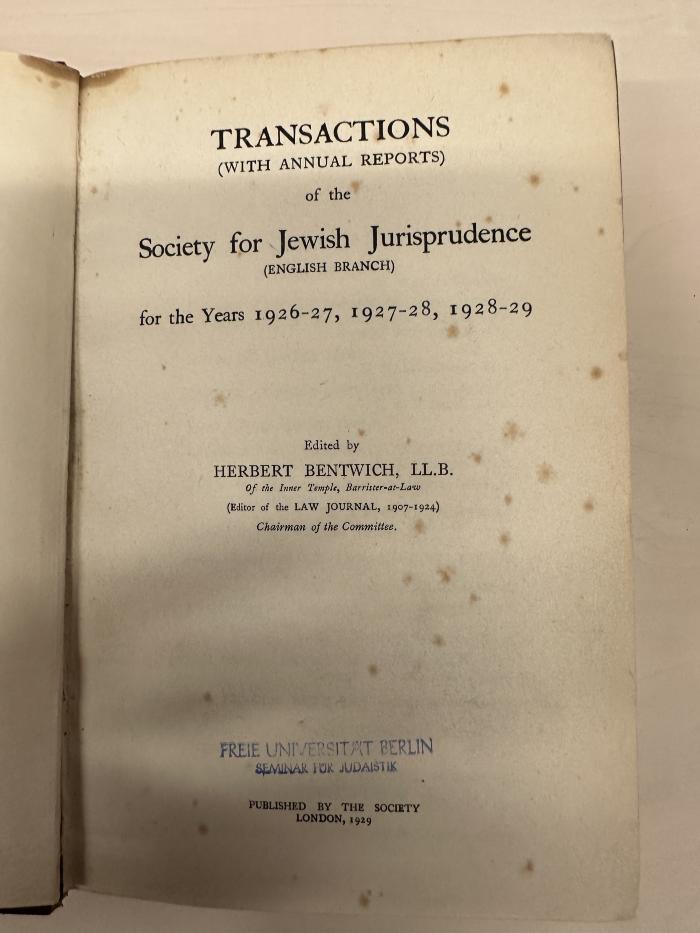 TRANSACTIONS
(WITH ANNUAL REPORTS)
of the
Society for Jewish Jurisprudence
(ENGLISH BRANCH)
for the Years 1926-27, 1927-28, 1928-29
Edited by
HERBERT BENTWICH, LL.B.
Of the Inner Temple, Barrister-at-Law
(Editor of the LAW JOURNAL, 1907-1924)
Chairman of the Committee.
FREIE UNIVERSITÄT BERLIN
SEMINAR FÜR JUDAISTIK
PUBLISHED BY THE SOCIETY
LONDON, 1929